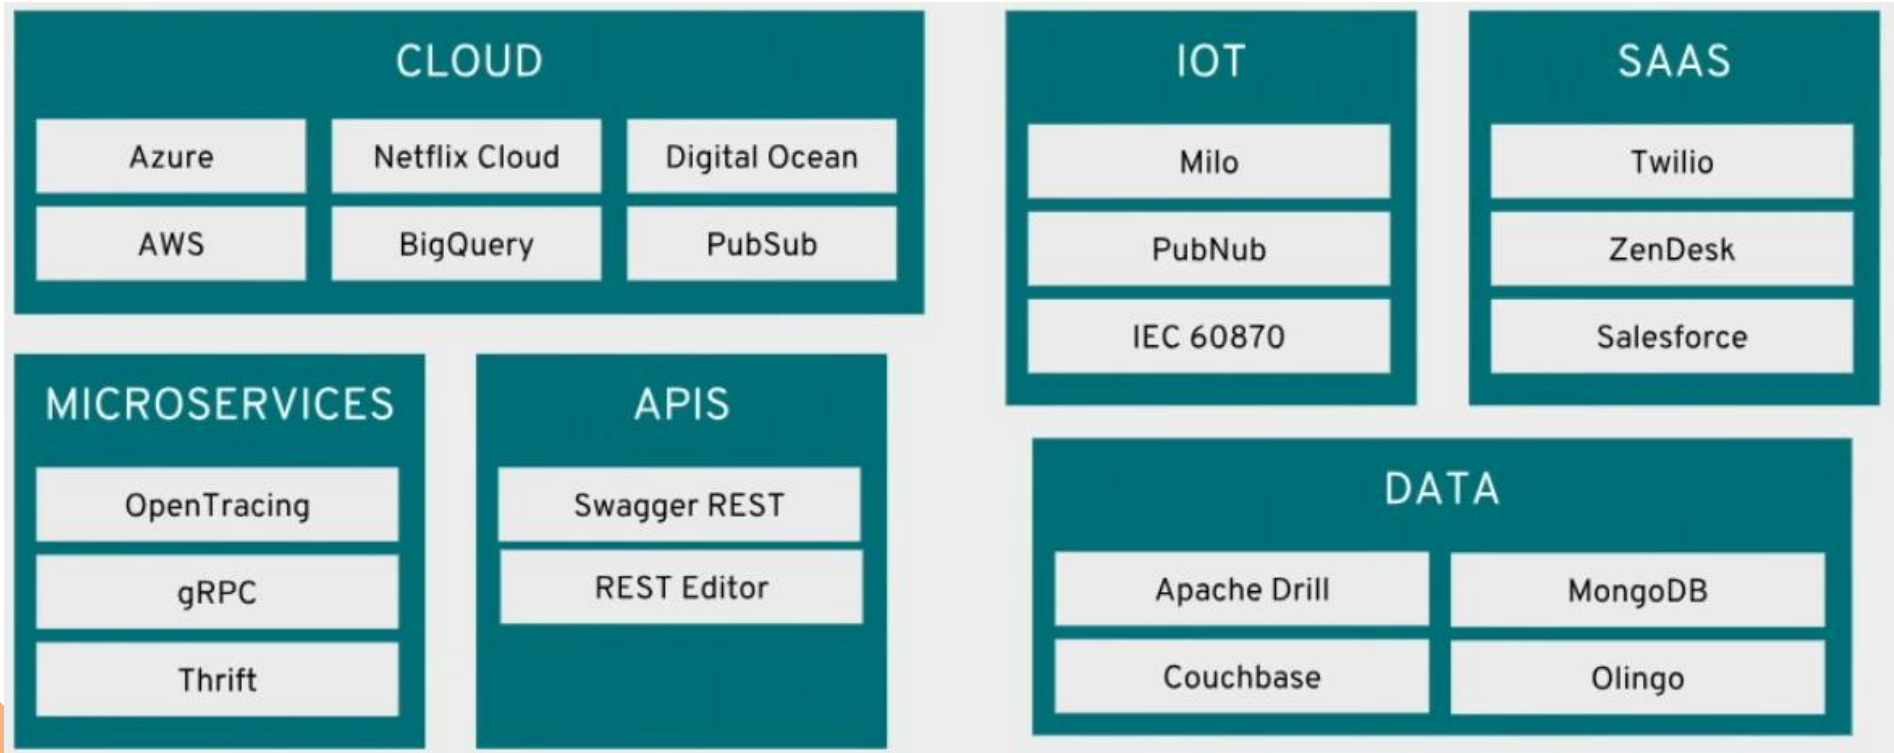 CLOUD
Azure
Netflix Cloud
Digital Ocean
AWS
BigQuery
PubSub
IOT
Milo
PubNub
IEC 60870
SAAS
Twilio
ZenDesk
Salesforce
MICROSERVICES
OpenTracing
gRPC
Thrift
APIS
Swagger REST
REST Editor
DATA
Apache Drill
MongoDB
Couchbase
Olingo